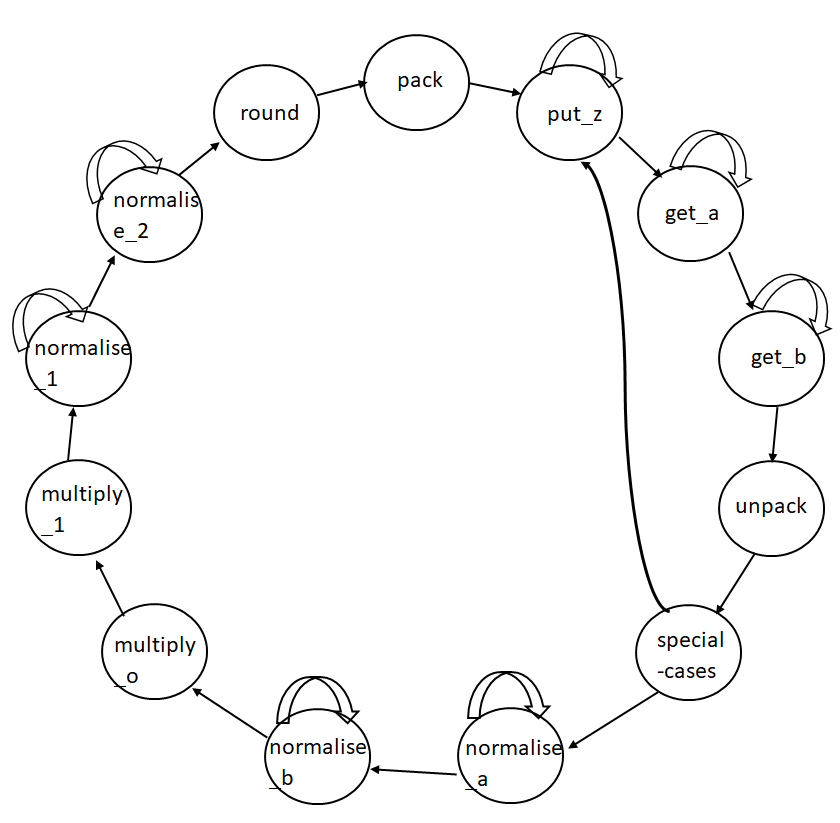 pack
put_z
round
get_a
normalis
e_2
normalise
_1
get_b
multiply
_1
unpack
multiply
_o
special
-cases
normalise
_b
normalise
_a